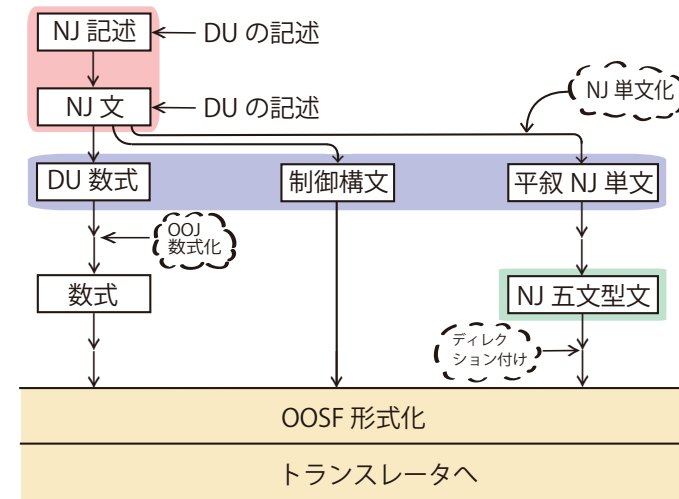 NJ 記述
DU の記述
NJ 文
DU の記述
NJ 単文化
DU 数式
制御構文
平叙 NJ 単文
OOJ
数式化
数式
NJ 五文型文
ディレク
ション付け
OOSF 形式化
トランスレータへ